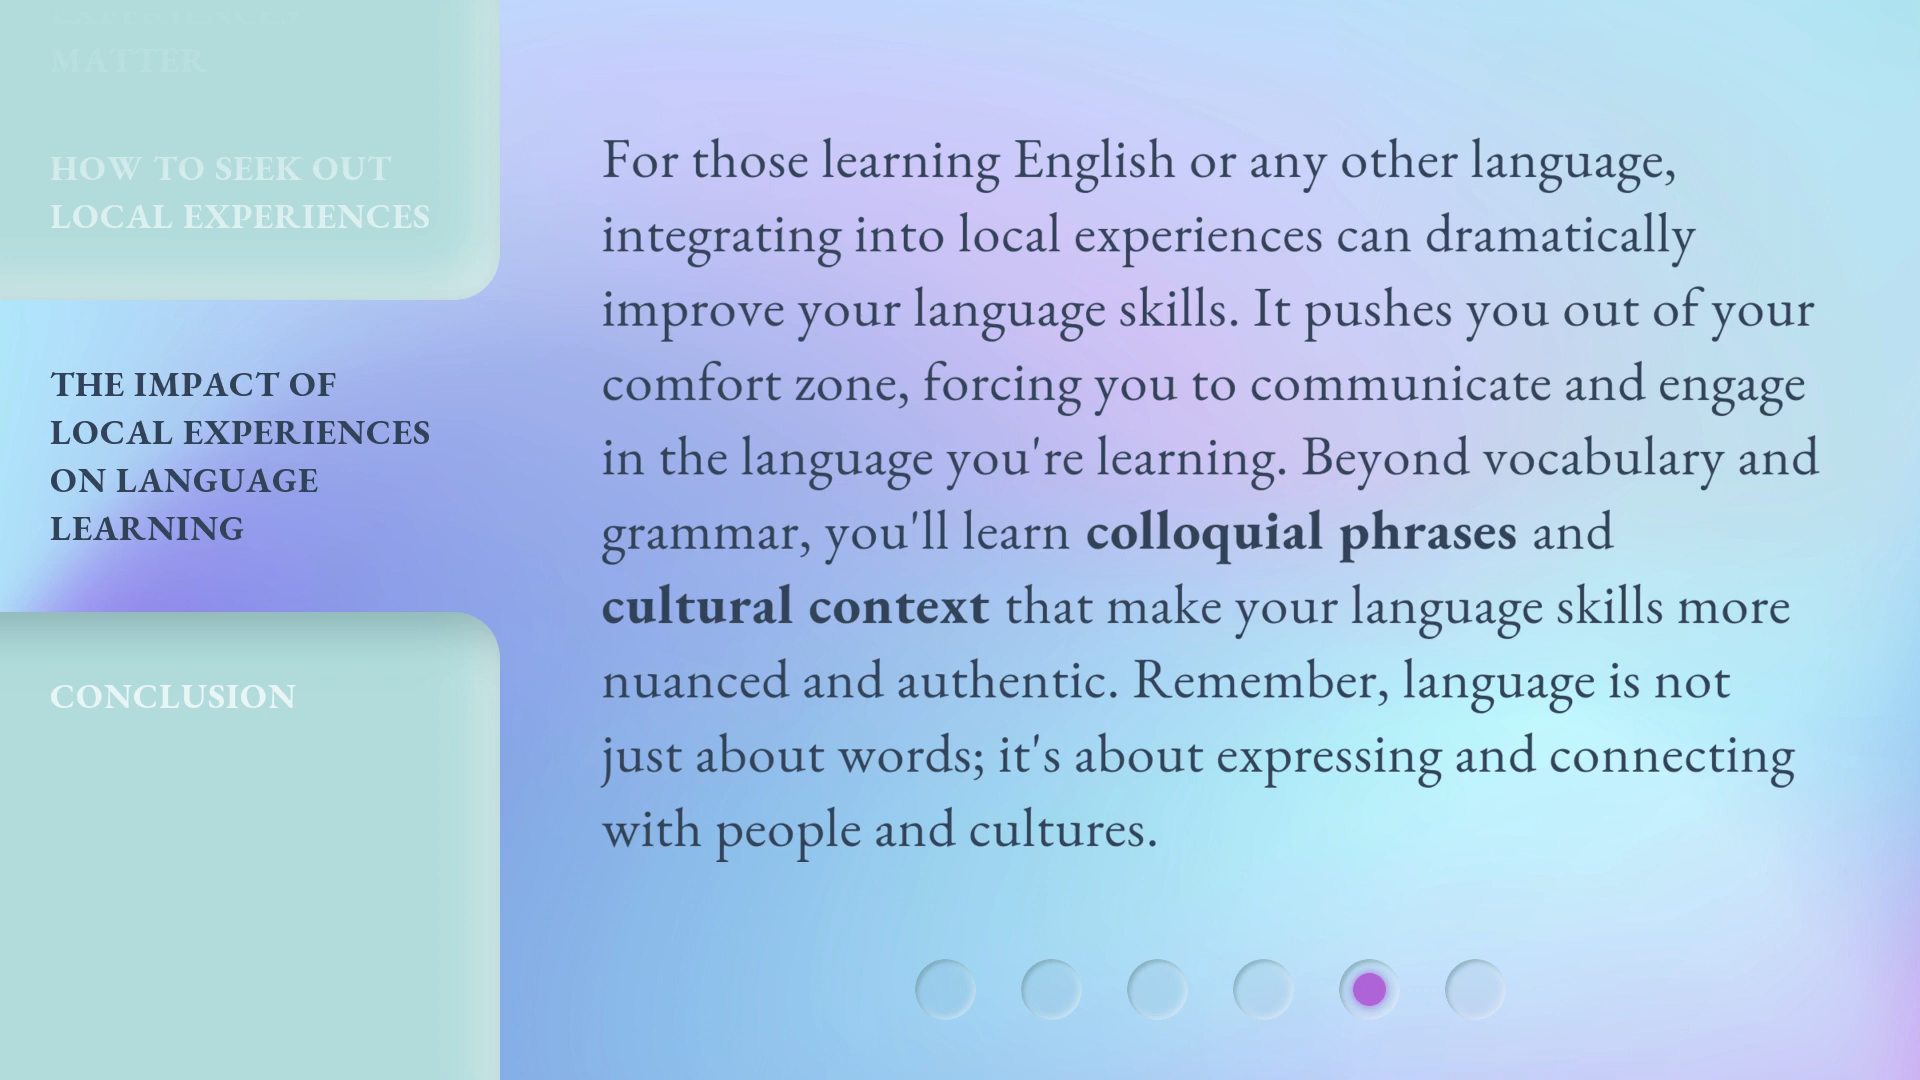 MATTER
HOW TO SEEK OUT
LOCAL EXPERIENCES
THE IMPACT OF
LOCAL EXPERIENCES
ON LANGUAGE
LEARNING
CONCLUSION
For those learning English or any other language,
integrating into local experiences can dramatically
improve your language skills. It pushes you out of your
comfort zone, forcing you to communicate and engage
in the language you're learning. Beyond vocabulary and
grammar, you'll learn colloquial phrases and
cultural context that make your language skills more
nuanced and authentic. Remember, language is not
just about words; it's about expressing and connecting
with people and cultures.